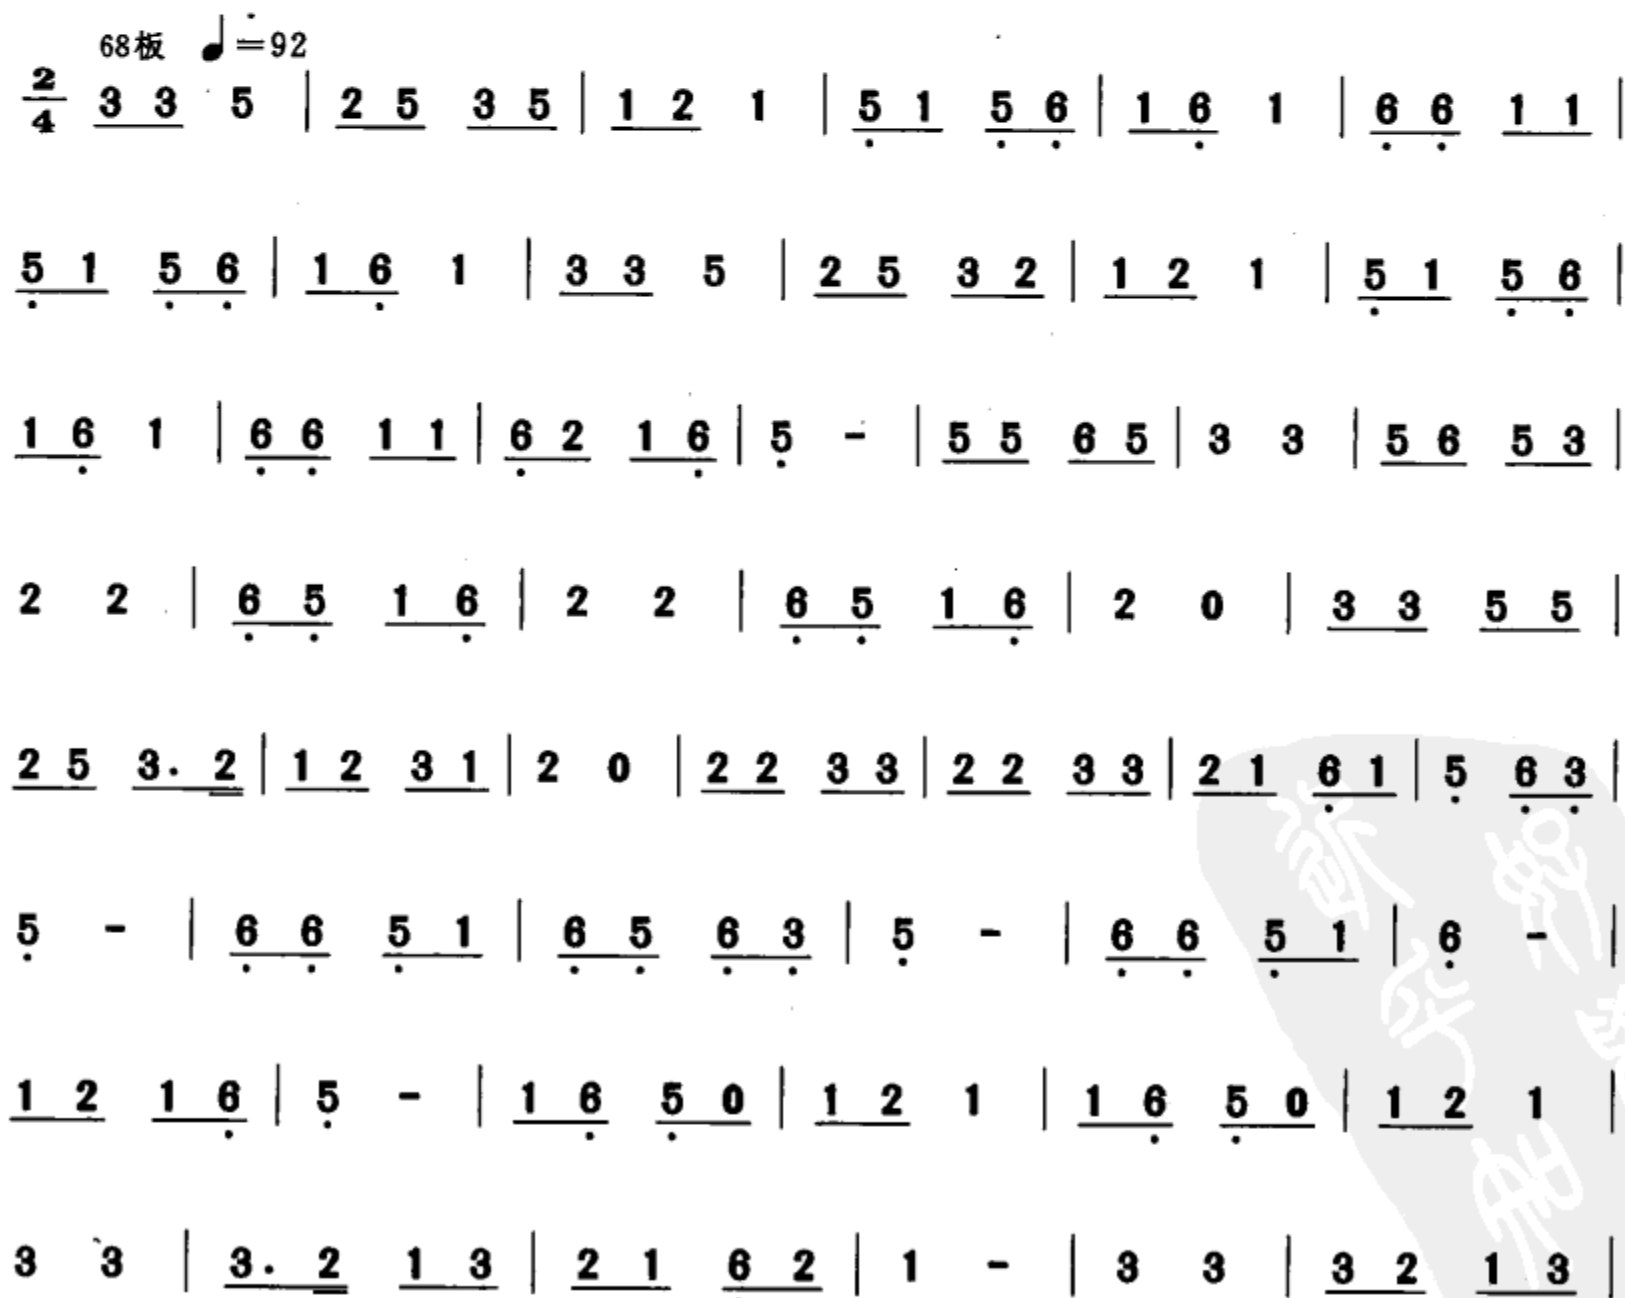 68板 ♩=92
2/4 3 3 5 | 2 5 3 5 | 1 2 1 | 5̣ 1 5̣ 6̣ | 1 6̣ 1 | 6̣ 6̣ 1 1 |
5̣ 1 5̣ 6̣ | 1 6̣ 1 | 3 3 5 | 2 5 3 2 | 1 2 1 | 5̣ 1 5̣ 6̣ |
1 6̣ 1 | 6̣ 6̣ 1 1 | 6̣ 2 1 6̣ | 5̣ - | 5 5 6 5 | 3 3 | 5 6 5 3 |
2 2 | 6̣ 5̣ 1 6̣ | 2 2 | 6̣ 5̣ 1 6̣ | 2 0 | 3 3 5 5 |
2 5 3. 2 | 1 2 3 1 | 2 0 | 2 2 3 3 | 2 2 3 3 | 2 1 6̣ 1 | 5̣ 6̣ 3̣ |
5̣ - | 6̣ 6̣ 5̣ 1 | 6̣ 5̣ 6̣ 3̣ | 5̣ - | 6̣ 6̣ 5̣ 1 | 6̣ - |
1 2 1 6̣ | 5̣ - | 1 6̣ 5̣ 0 | 1 2 1 | 1 6̣ 5̣ 0 | 1 2 1 |
3 3 | 3. 2 1 3 | 2 1 6 2 | 1 - | 3 3 | 3 2 1 3 |